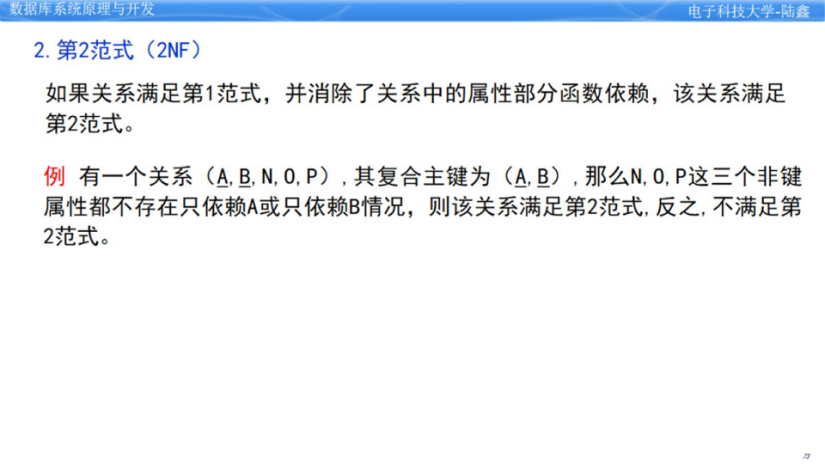 数据库系统原理与开发
电子科技大学-陆鑫
2.第2范式（2NF）
如果关系满足第1范式，并消除了关系中的属性部分函数依赖，该关系满足
第2范式。
例 有一个关系（A,B,N,O,P）,其复合主键为（A,B）,那么N,O,P这三个非键
属性都不存在只依赖A或只依赖B情况，则该关系满足第2范式,反之,不满足第
2范式。